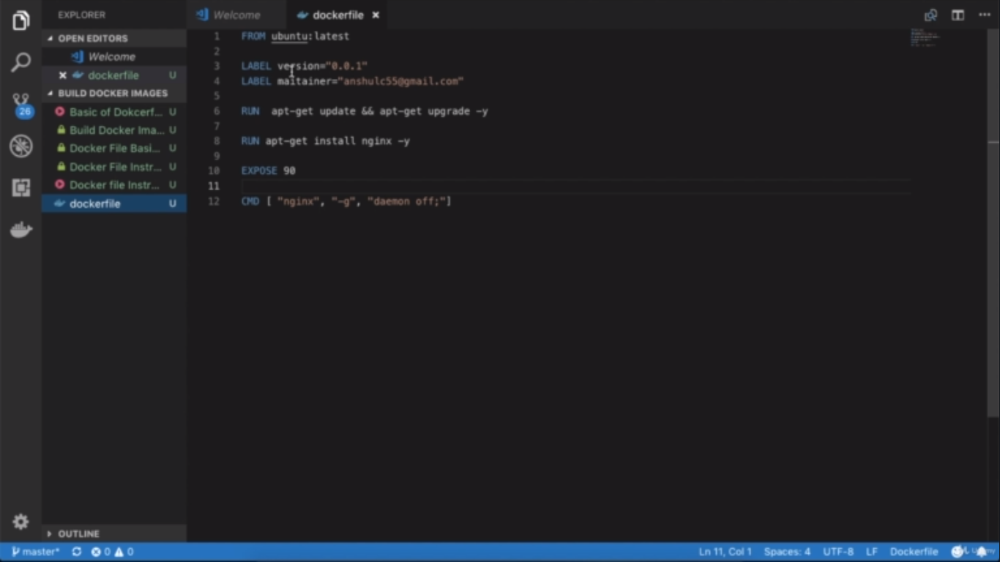 EXPLORER
OPEN EDITORS
Welcome
dockerfile U
BUILD DOCKER IMAGES
Basic of Dokcerf... U
Build Docker Ima... U
Docker File Basi... U
Docker File Instr... U
Docker file Instr... U
dockerfile U
26
OUTLINE
Welcome
dockerfile
1 FROM ubuntu:latest
2
3 LABEL version="0.0.1"
4 LABEL maitainer="anshulc55@gmail.com"
5
6 RUN  apt-get update && apt-get upgrade -y
7
8 RUN apt-get install nginx -y
9
10 EXPOSE 90
11
12 CMD [ "nginx", "-g", "daemon off;"]
master* 0 0 Ln 11, Col 1 Spaces: 4 UTF-8 LF Dockerfile